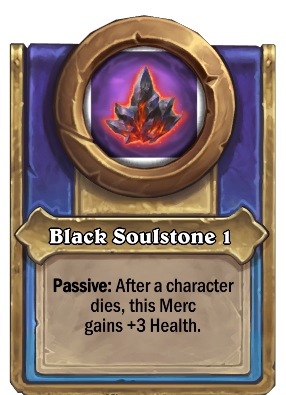 Black Soulstone 1
Passive: After a character
dies, this Merc
gains +3 Health.